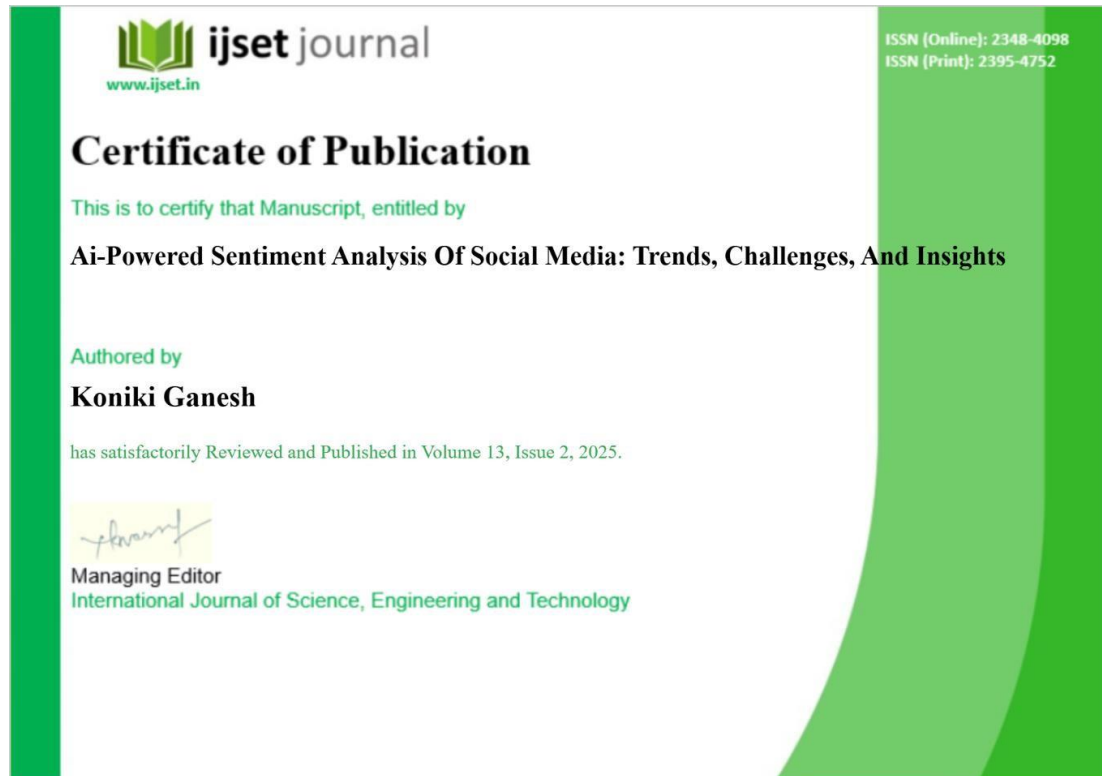 ijset journal
www.ijset.in
ISSN (Online): 2348-4098
ISSN (Print): 2395-4752
Certificate of Publication
This is to certify that Manuscript, entitled by
Ai-Powered Sentiment Analysis Of Social Media: Trends, Challenges, And Insights
Authored by
Koniki Ganesh
has satisfactorily Reviewed and Published in Volume 13, Issue 2, 2025.
Managing Editor
International Journal of Science, Engineering and Technology